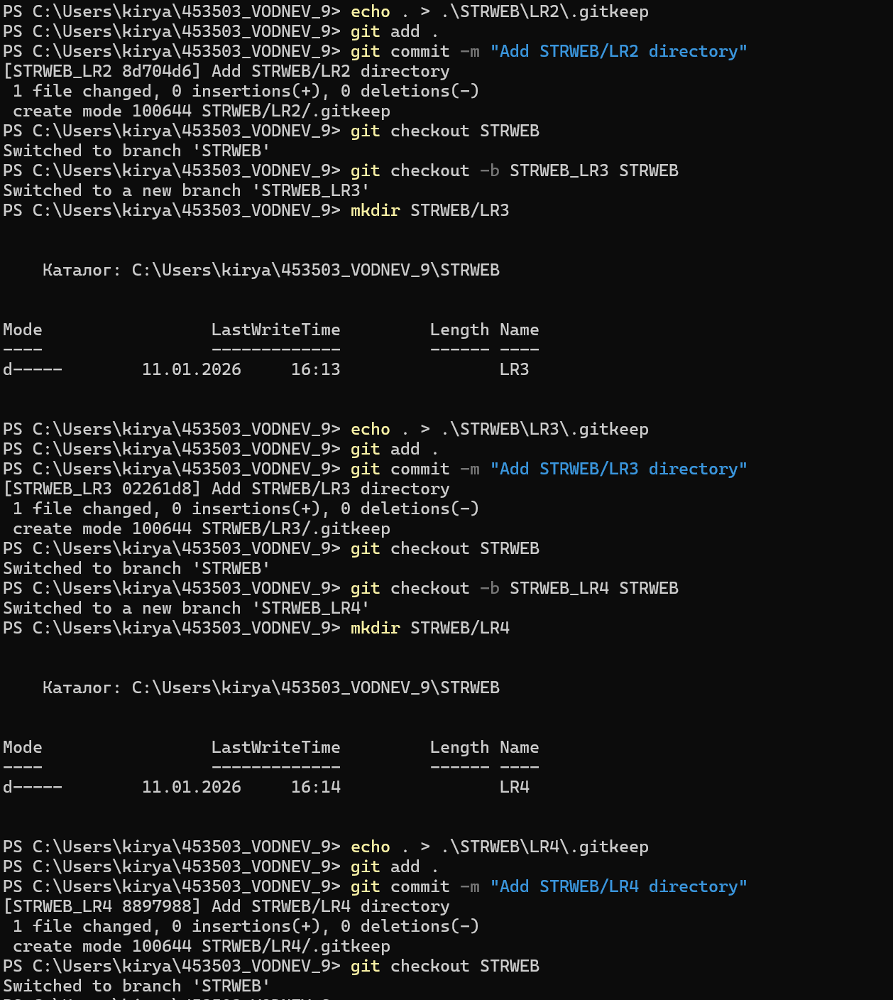 PS C:\Users\kirya\453503_VODNEV_9> echo . > .\STRWEB\LR2\.gitkeep
PS C:\Users\kirya\453503_VODNEV_9> git add .
PS C:\Users\kirya\453503_VODNEV_9> git commit -m "Add STRWEB/LR2 directory"
[STRWEB_LR2 8d704d6] Add STRWEB/LR2 directory
 1 file changed, 0 insertions(+), 0 deletions(-)
 create mode 100644 STRWEB/LR2/.gitkeep
PS C:\Users\kirya\453503_VODNEV_9> git checkout STRWEB
Switched to branch 'STRWEB'
PS C:\Users\kirya\453503_VODNEV_9> git checkout -b STRWEB_LR3 STRWEB
Switched to a new branch 'STRWEB_LR3'
PS C:\Users\kirya\453503_VODNEV_9> mkdir STRWEB/LR3
    Каталог: C:\Users\kirya\453503_VODNEV_9\STRWEB
Mode                 LastWriteTime         Length Name
----                 -------------         ------ ----
d-----        11.01.2026     16:13                LR3
PS C:\Users\kirya\453503_VODNEV_9> echo . > .\STRWEB\LR3\.gitkeep
PS C:\Users\kirya\453503_VODNEV_9> git add .
PS C:\Users\kirya\453503_VODNEV_9> git commit -m "Add STRWEB/LR3 directory"
[STRWEB_LR3 02261d8] Add STRWEB/LR3 directory
 1 file changed, 0 insertions(+), 0 deletions(-)
 create mode 100644 STRWEB/LR3/.gitkeep
PS C:\Users\kirya\453503_VODNEV_9> git checkout STRWEB
Switched to branch 'STRWEB'
PS C:\Users\kirya\453503_VODNEV_9> git checkout -b STRWEB_LR4 STRWEB
Switched to a new branch 'STRWEB_LR4'
PS C:\Users\kirya\453503_VODNEV_9> mkdir STRWEB/LR4
    Каталог: C:\Users\kirya\453503_VODNEV_9\STRWEB
Mode                 LastWriteTime         Length Name
----                 -------------         ------ ----
d-----        11.01.2026     16:14                LR4
PS C:\Users\kirya\453503_VODNEV_9> echo . > .\STRWEB\LR4\.gitkeep
PS C:\Users\kirya\453503_VODNEV_9> git add .
PS C:\Users\kirya\453503_VODNEV_9> git commit -m "Add STRWEB/LR4 directory"
[STRWEB_LR4 8897988] Add STRWEB/LR4 directory
 1 file changed, 0 insertions(+), 0 deletions(-)
 create mode 100644 STRWEB/LR4/.gitkeep
PS C:\Users\kirya\453503_VODNEV_9> git checkout STRWEB
Switched to branch 'STRWEB'